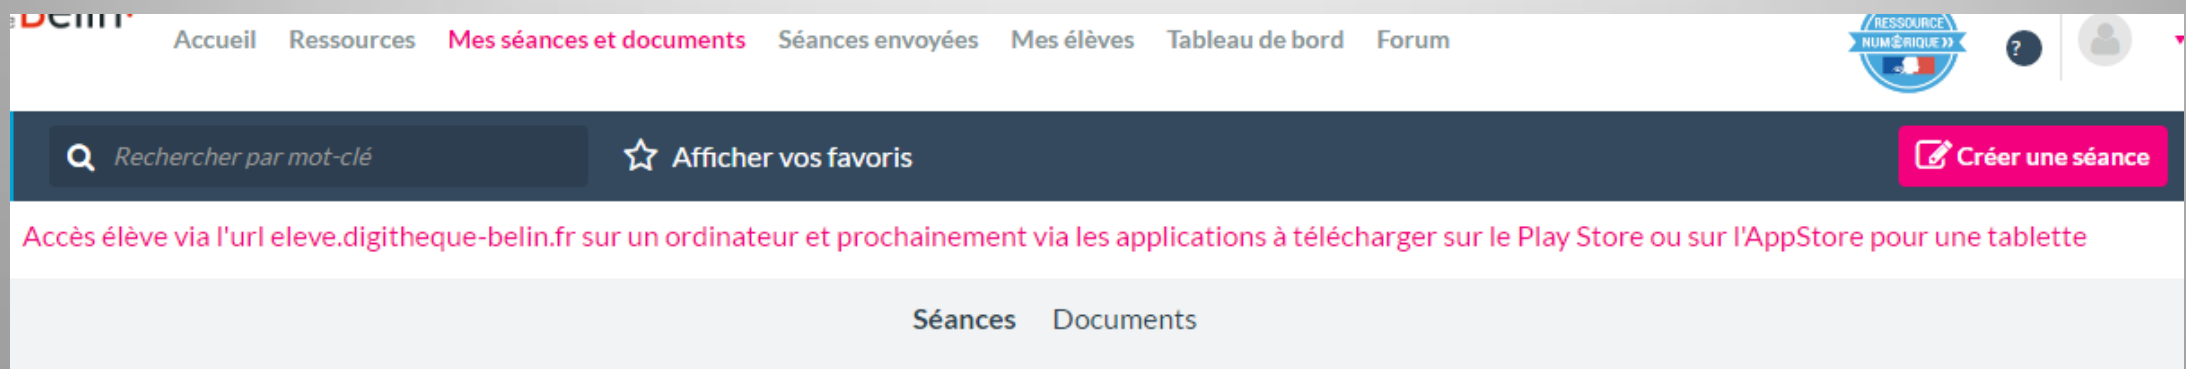 Belin
Accueil Ressources Mes séances et documents Séances envoyées Mes élèves Tableau de bord Forum
RESSOURCE
NUMÉRIQUE
?
Rechercher par mot-clé
Afficher vos favoris
Créer une séance
Accès élève via l'url eleve.digitheque-belin.fr sur un ordinateur et prochainement via les applications à télécharger sur le Play Store ou sur l'AppStore pour une tablette
Séances Documents